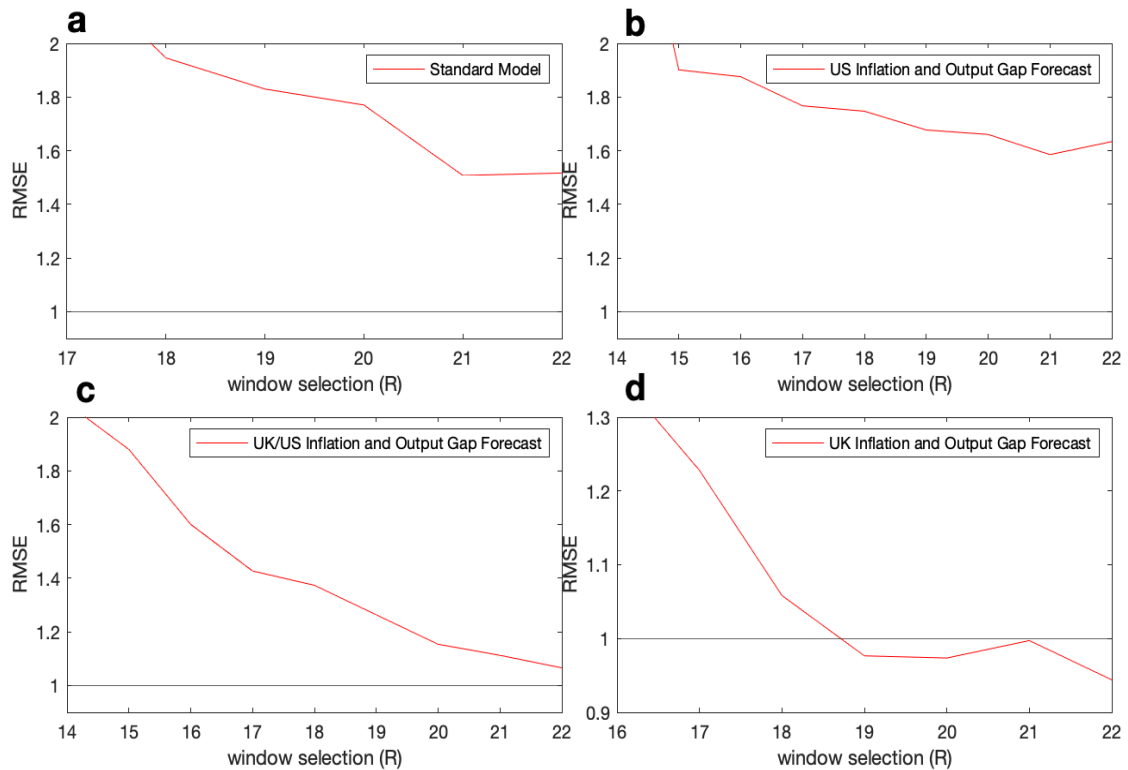 a
2
1.8
1.6
1.4
1.2
1
RMSE
Standard Model
17 18 19 20 21 22
window selection (R)
b
2
1.8
1.6
1.4
1.2
1
RMSE
US Inflation and Output Gap Forecast
14 15 16 17 18 19 20 21 22
window selection (R)
c
2
1.8
1.6
1.4
1.2
1
RMSE
UK/US Inflation and Output Gap Forecast
14 15 16 17 18 19 20 21 22
window selection (R)
d
1.3
1.2
1.1
1
0.9
RMSE
UK Inflation and Output Gap Forecast
16 17 18 19 20 21 22
window selection (R)